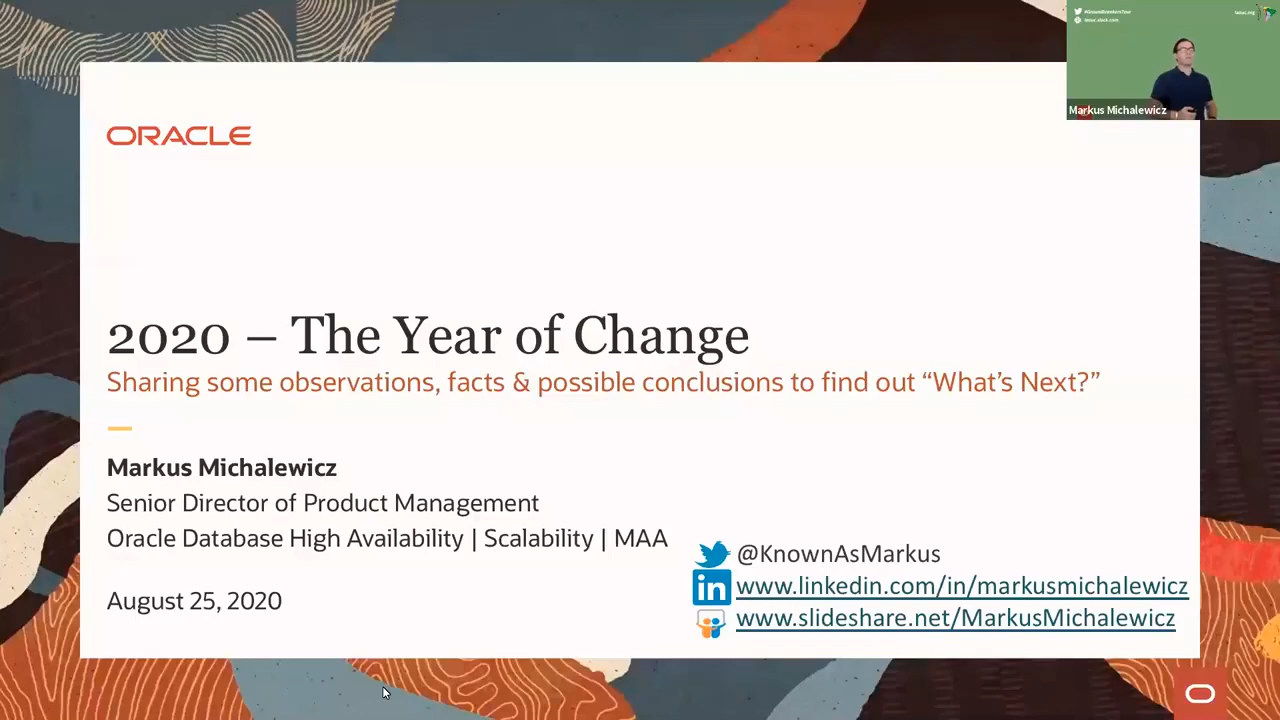 ORACLE
2020 – The Year of Change
Sharing some observations, facts & possible conclusions to find out “What’s Next?”
Markus Michalewicz
Senior Director of Product Management
Oracle Database High Availability | Scalability | MAA
August 25, 2020
@KnownAsMarkus
in www.linkedin.com/in/markusmichalewicz
www.slideshare.net/MarkusMichalewicz
Markus Michalewicz